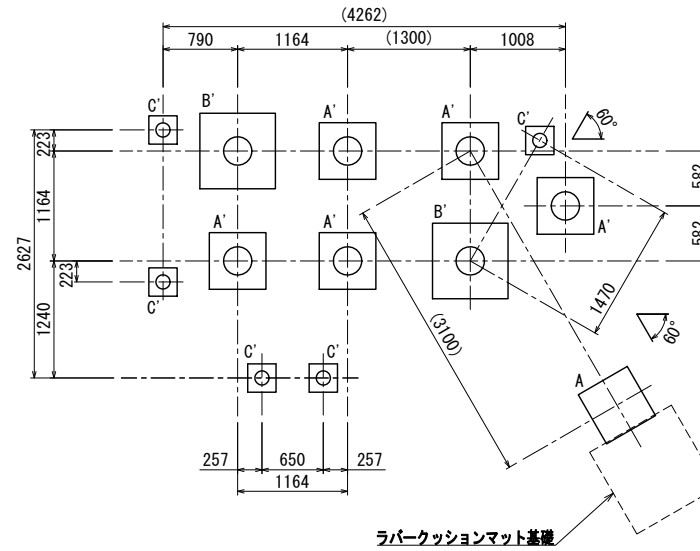 (4262)
790
1164
(1300)
1008
C'
B'
A'
A'
C'
60°
223
582
1164
A'
A'
A'
B'
582
2627
223
C'
1470
1240
(3100)
60°
C'
C'
A
257
650
257
1164
ラバークッションマット基礎